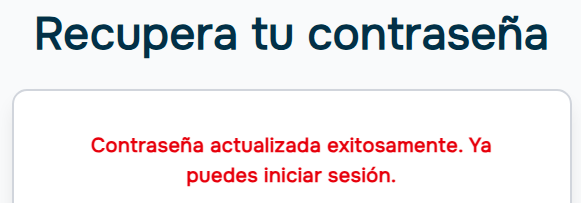 Recupera tu contraseña
Contraseña actualizada exitosamente. Ya
puedes iniciar sesión.